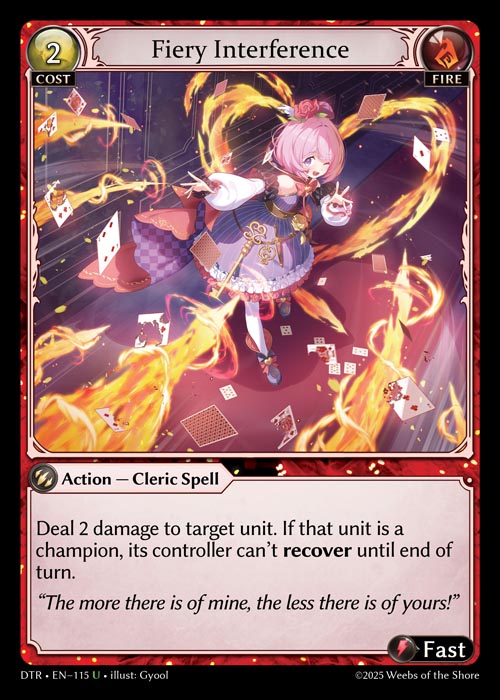 2
Fiery Interference
COST
FIRE
Action — Cleric Spell
Deal 2 damage to target unit. If that unit is a
champion, its controller can't recover until end of
turn.
“The more there is of mine, the less there is of yours!”
Fast
DTR • EN–115 U • illust: Gyool
©2025 Weebs of the Shore